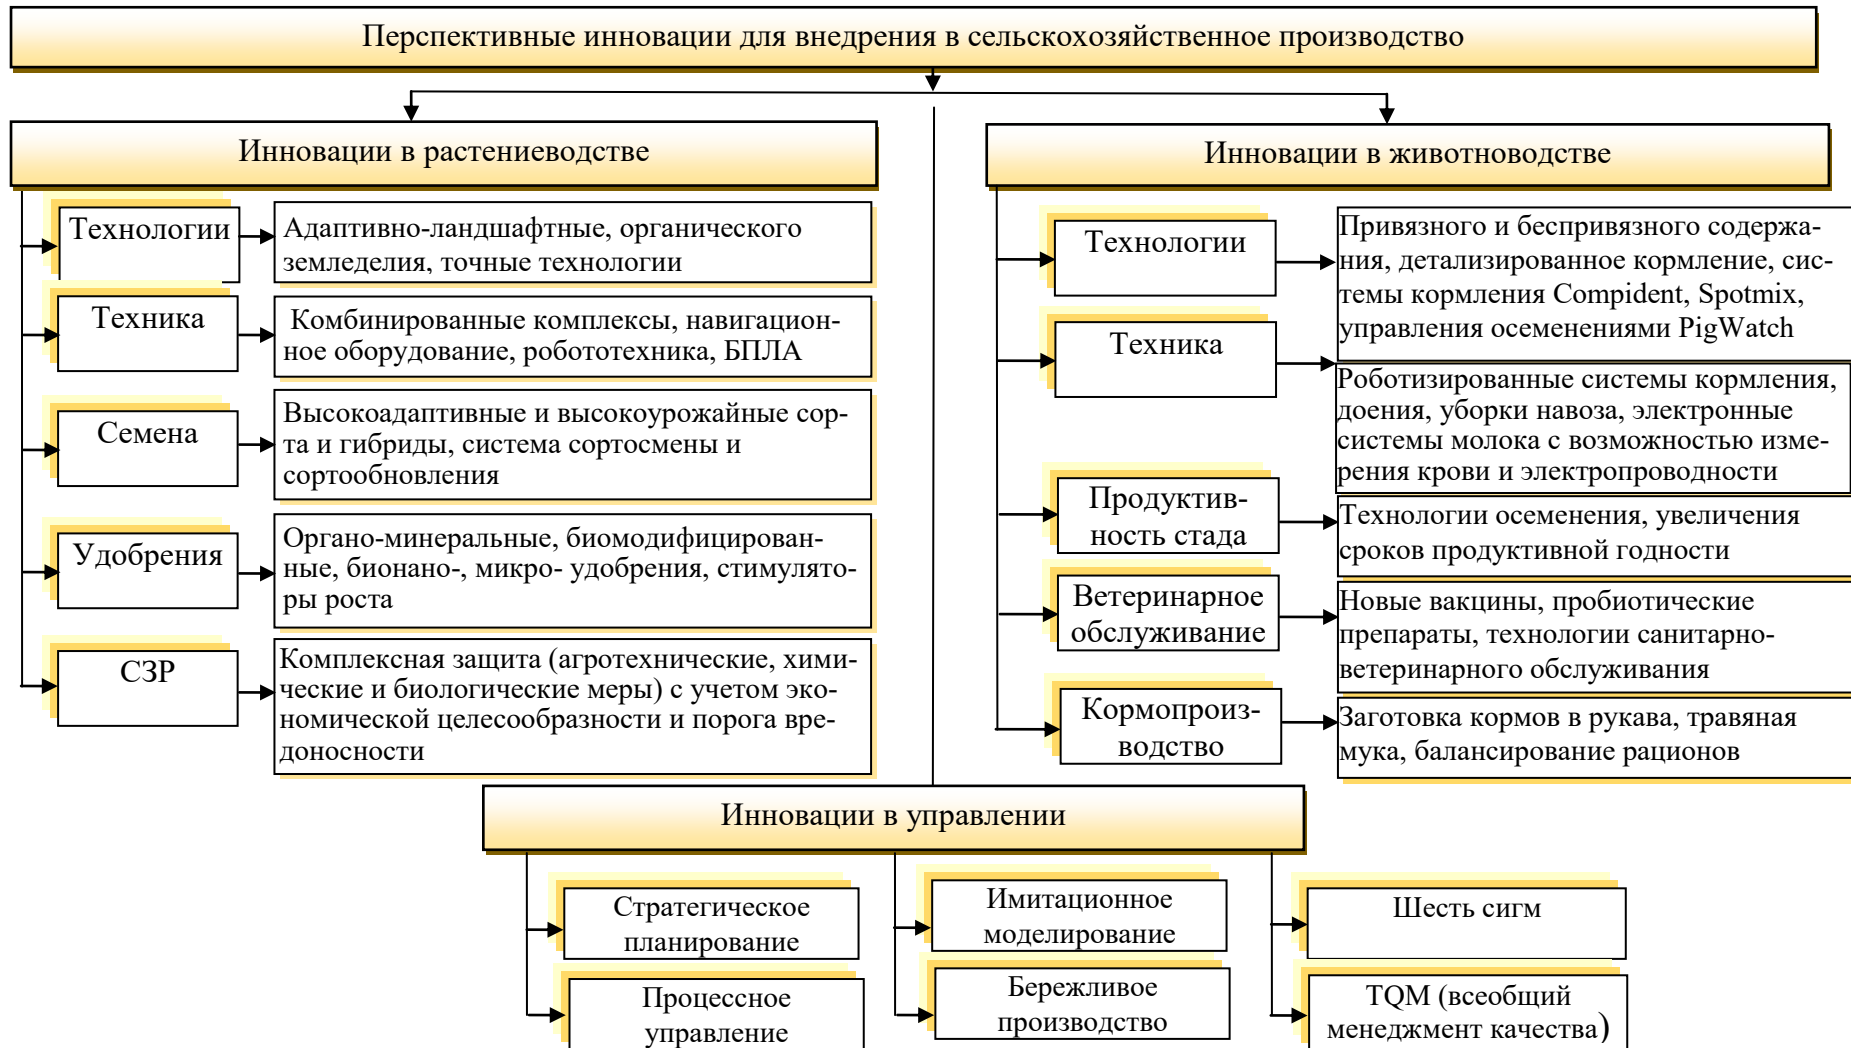 Перспективные инновации для внедрения в сельскохозяйственное производство
Инновации в растениеводстве
Технологии
Адаптивно-ландшафтные, органического
земледелия, точные технологии
Техника
Комбинированные комплексы, навигацион-
ное оборудование, робототехника, БПЛА
Семена
Высокоадаптивные и высокоурожайные сор-
та и гибриды, система сортосмены и
сортообновления
Удобрения
Органо-минеральные, биомодифицирован-
ные, бионано-, микро- удобрения, стимулято-
ры роста
СЗР
Комплексная защита (агротехнические, хими-
ческие и биологические меры) с учетом эко-
номической целесообразности и порога вре-
доносности
Инновации в животноводстве
Технологии
Привязного и беспривязного содержа-
ния, детализированное кормление, сис-
темы кормления Compident, Spotmix,
управления осеменениями PigWatch
Техника
Роботизированные системы кормления,
доения, уборки навоза, электронные
системы молока с возможностью изме-
рения крови и электропроводности
Продуктив-
ность стада
Технологии осеменения, увеличения
сроков продуктивной годности
Ветеринарное
обслуживание
Новые вакцины, пробиотические
препараты, технологии санитарно-
ветеринарного обслуживания
Кормопроиз-
водство
Заготовка кормов в рукава, травяная
мука, балансирование рационов
Инновации в управлении
Стратегическое
планирование
Процессное
управление
Имитационное
моделирование
Бережливое
производство
Шесть сигм
TQM (всеобщий
менеджмент качества)